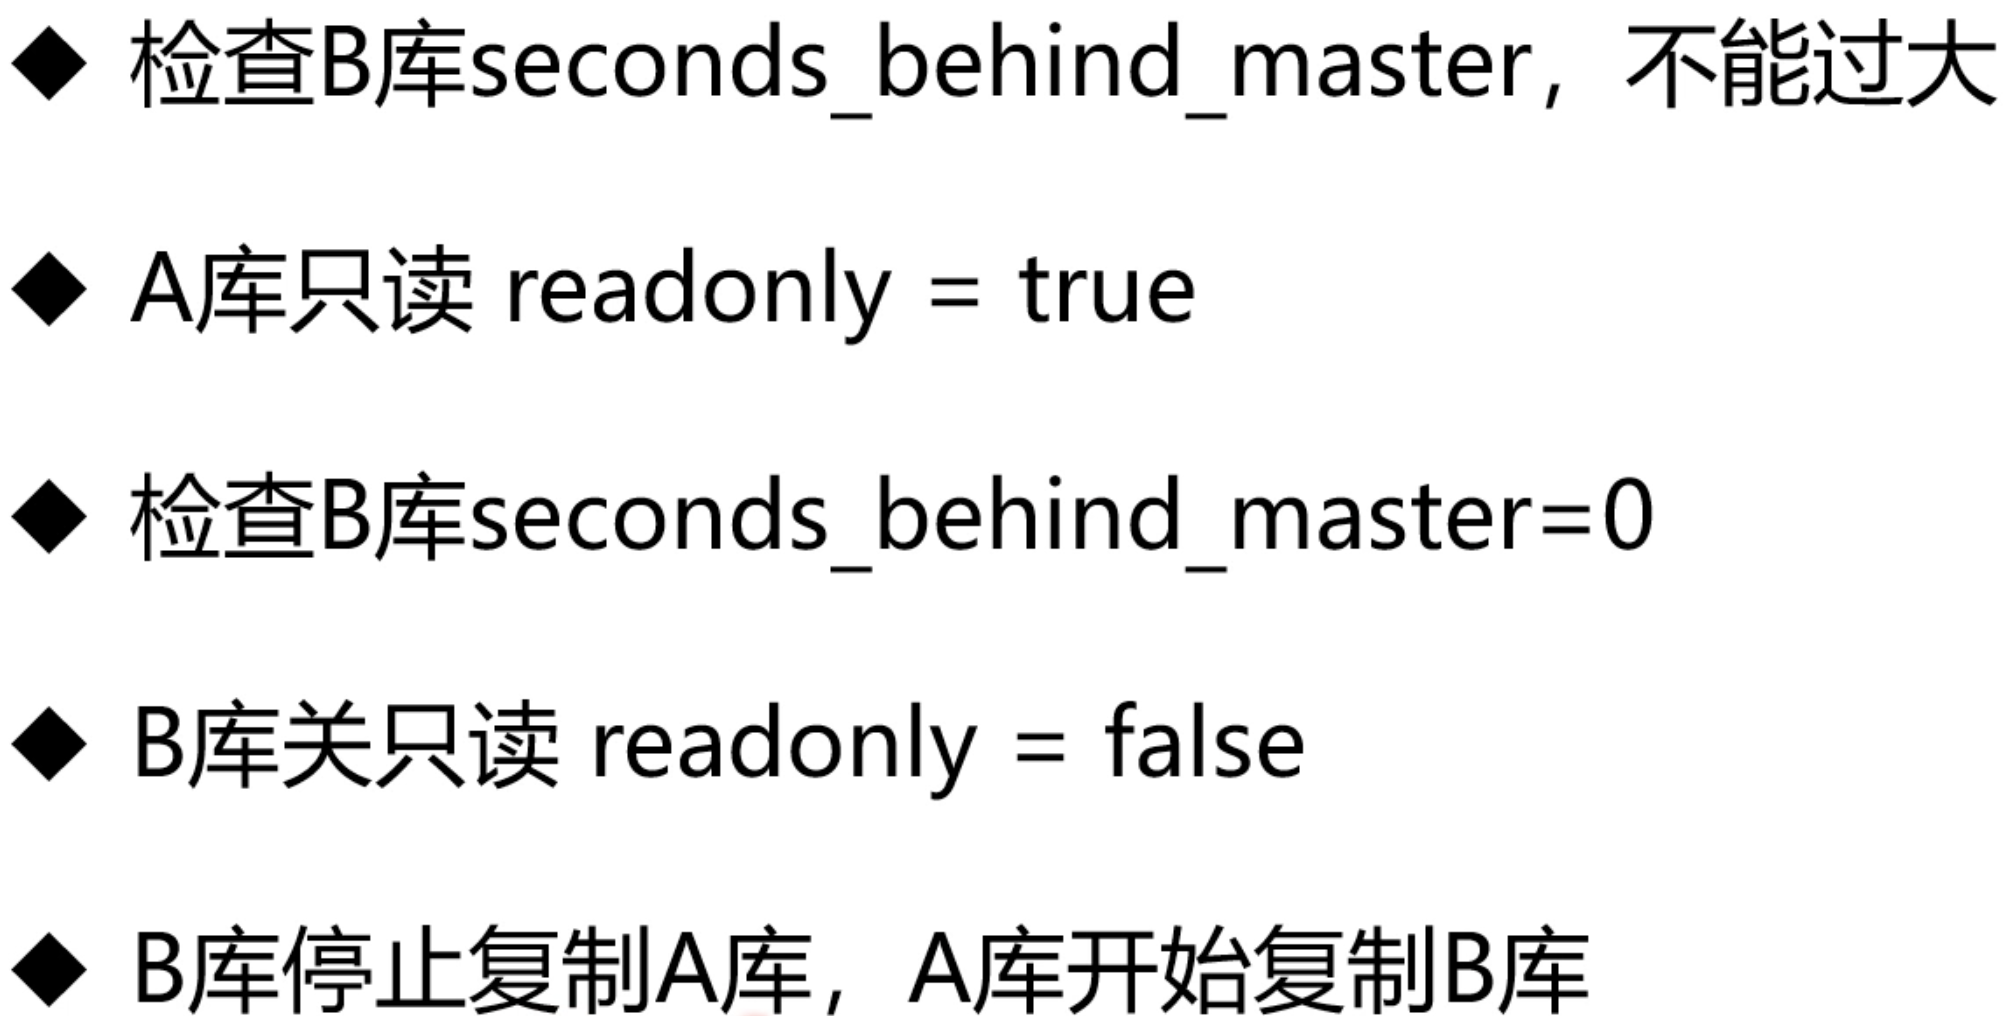 ◆ 检查B库seconds_behind_master，不能过大
◆ A库只读 readonly = true
◆ 检查B库seconds_behind_master=0
◆ B库关只读 readonly = false
◆ B库停止复制A库，A库开始复制B库